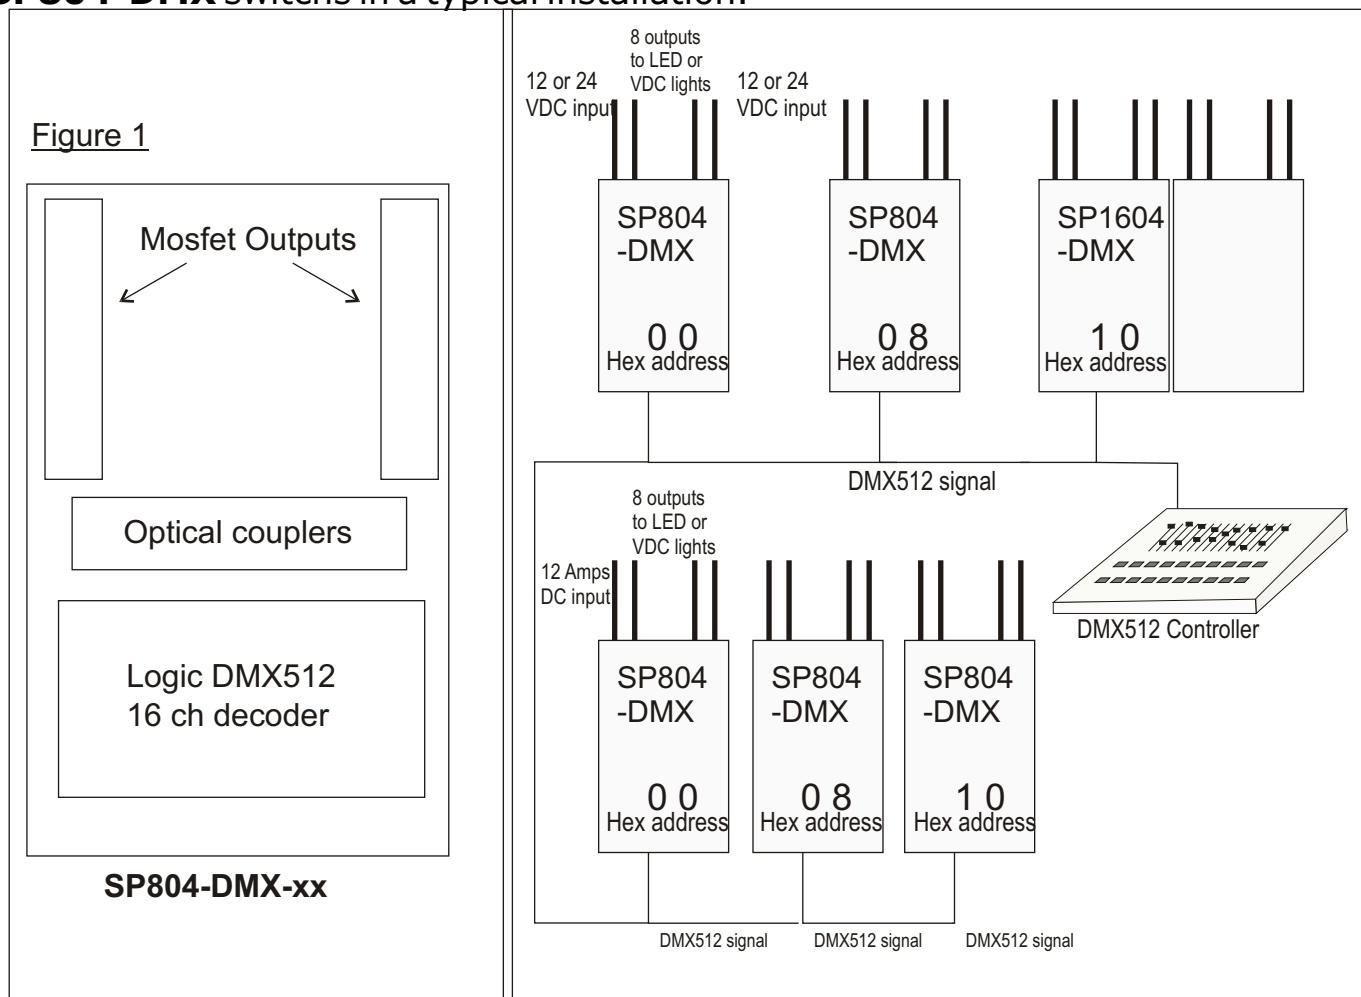 switchs in a typical installation.
Figure 1
Mosfet Outputs
Optical couplers
Logic DMX512
16 ch decoder
SP804-DMX-xx
8 outputs
to LED or
VDC lights
12 or 24
VDC input
12 or 24
VDC input
SP804
-DMX
0 0
Hex address
SP804
-DMX
0 8
Hex address
SP1604
-DMX
1 0
Hex address
DMX512 signal
DMX512 Controller
8 outputs
to LED or
VDC lights
12 Amps
DC input
SP804
-DMX
0 0
Hex address
SP804
-DMX
0 8
Hex address
SP804
-DMX
1 0
Hex address
DMX512 signal
DMX512 signal
DMX512 signal